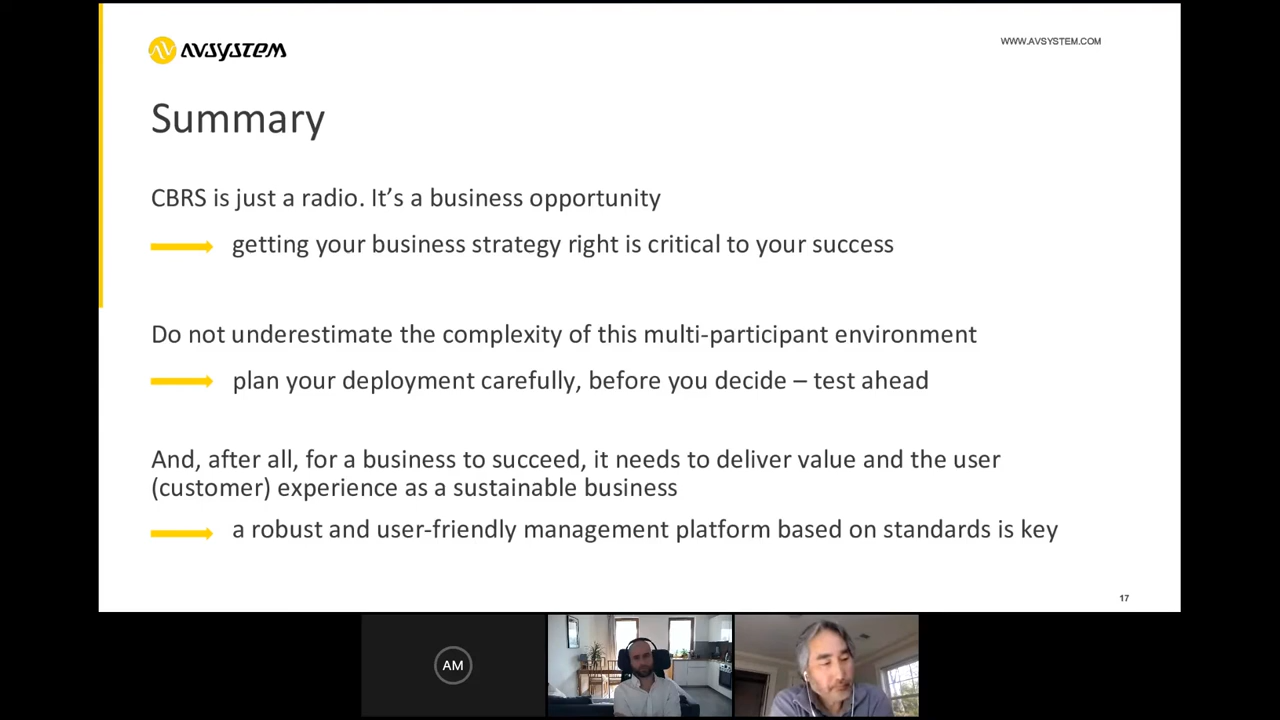 AVSYSTEM
WWW.AVSYSTEM.COM
Summary
CBRS is just a radio. It’s a business opportunity
getting your business strategy right is critical to your success
Do not underestimate the complexity of this multi-participant environment
plan your deployment carefully, before you decide – test ahead
And, after all, for a business to succeed, it needs to deliver value and the user
(customer) experience as a sustainable business
a robust and user-friendly management platform based on standards is key
17
AM